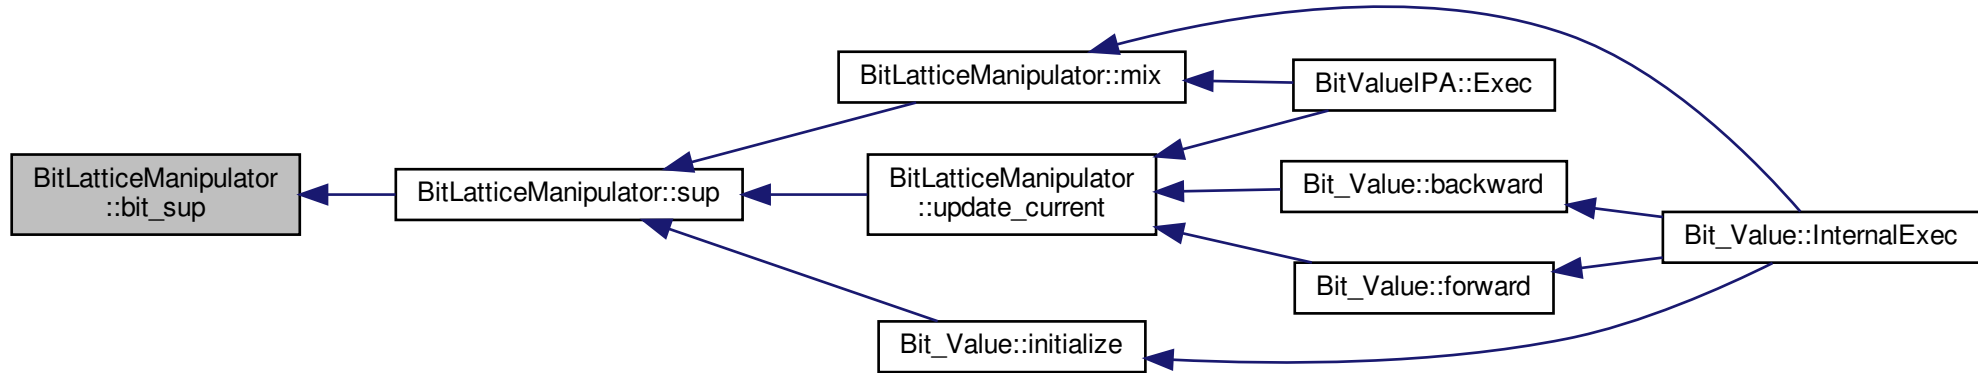 BitLatticeManipulator
::bit_sup
BitLatticeManipulator::sup
BitLatticeManipulator::mix
BitLatticeManipulator
::update_current
Bit_Value::initialize
BitValueIPA::Exec
Bit_Value::backward
Bit_Value::forward
Bit_Value::InternalExec